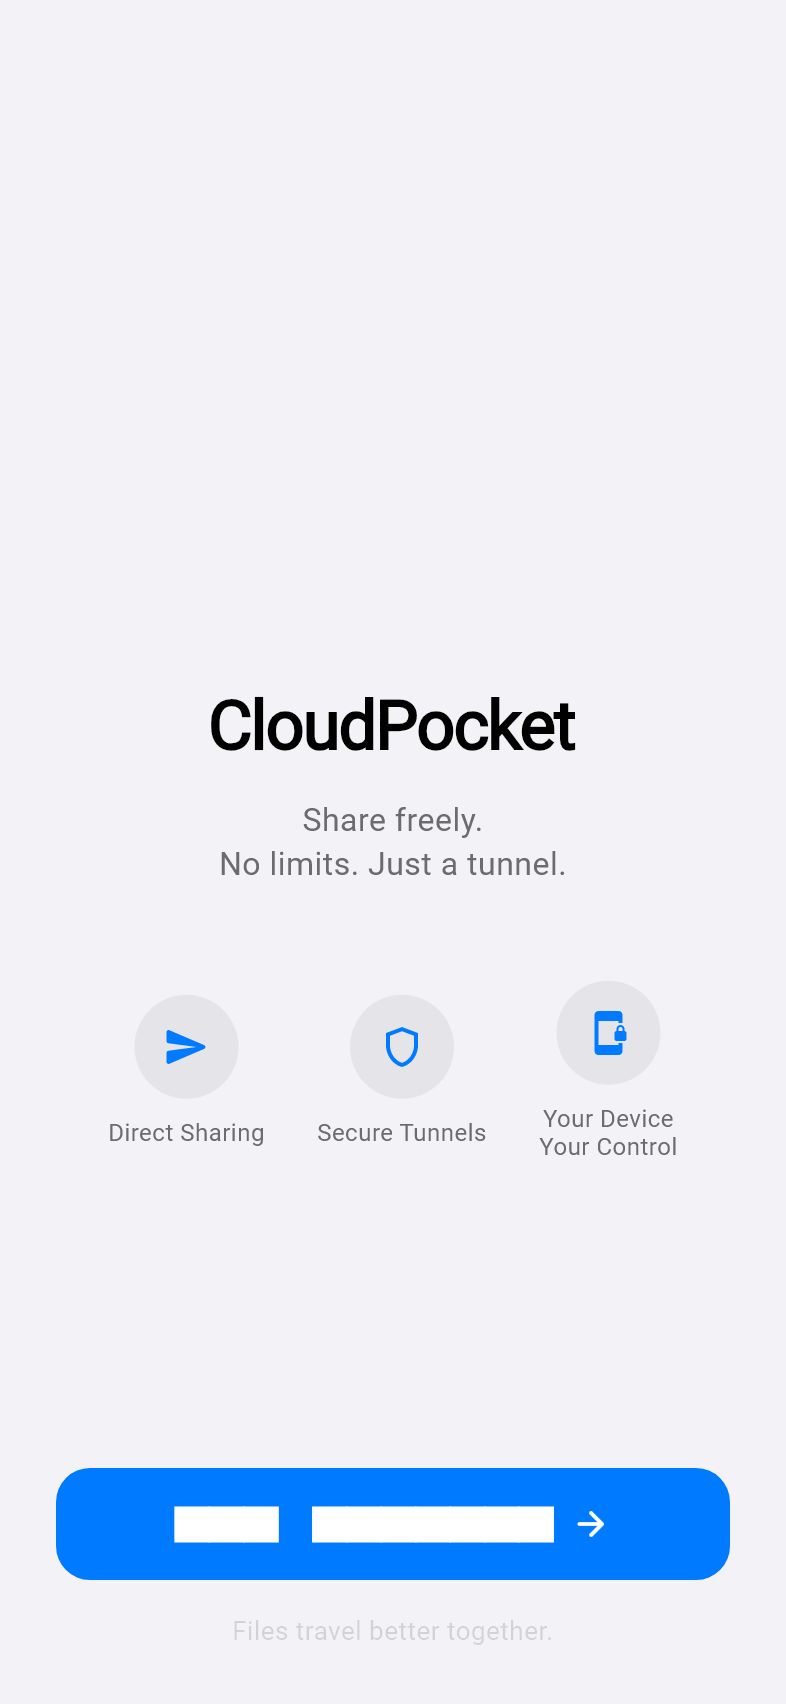 CloudPocket
Share freely.
No limits. Just a tunnel.
Direct Sharing
Secure Tunnels
Your Device
Your Control
Files travel better together.